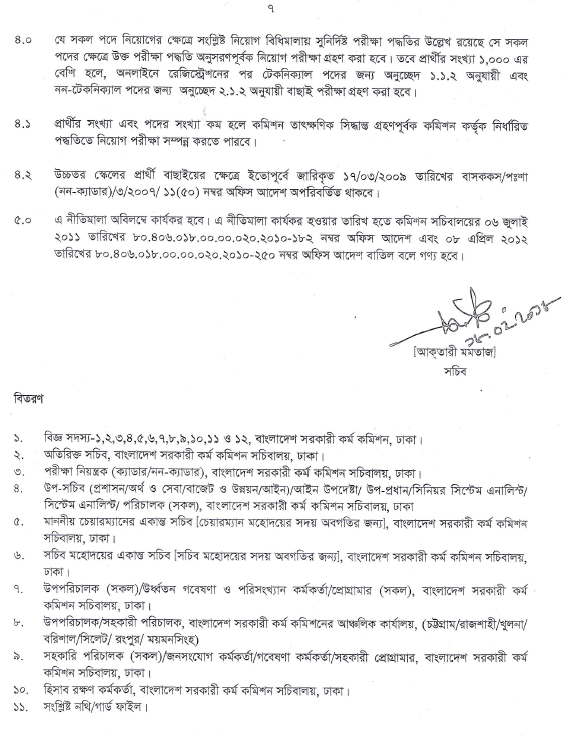 ৭
৪.০ যে সকল পদে নিয়োগের ক্ষেত্রে সংশ্লিষ্ট নিয়োগ বিধিমালায় সুনির্দিষ্ট পরীক্ষা পদ্ধতির উল্লেখ রয়েছে সে সকল
পদের ক্ষেত্রে উক্ত পরীক্ষা পদ্ধতি অনুসরণপূর্বক নিয়োগ পরীক্ষা গ্রহণ করা হবে। তবে প্রার্থীর সংখ্যা ১,০০০ এর
বেশি হলে, অনলাইনে রেজিস্ট্রেশনের পর টেকনিক্যাল পদের জন্য অনুচ্ছেদ ১.১.২ অনুযায়ী এবং
নন-টেকনিক্যাল পদের জন্য অনুচ্ছেদ ২.১.২ অনুযায়ী বাছাই পরীক্ষা গ্রহণ করা হবে।
৪.১ প্রার্থীর সংখ্যা এবং পদের সংখ্যা কম হলে কমিশন তাৎক্ষণিক সিদ্ধান্ত গ্রহণপূর্বক কমিশন কর্তৃক নির্ধারিত
পদ্ধতিতে নিয়োগ পরীক্ষা সম্পন্ন করতে পারবে।
৪.২ উচ্চতর স্কেলের প্রার্থী বাছাইয়ের ক্ষেত্রে ইতোপূর্বে জারিকৃত ১৭/০৩/২০০৯ তারিখের বাসককস/পঃশা
(নন-ক্যাডার)/৩/২০০৭/ ১১(৫০) নম্বর অফিস আদেশ অপরিবর্তিত থাকবে।
৫.০ এ নীতিমালা অবিলম্বে কার্যকর হবে। এ নীতিমালা কার্যকর হওয়ার তারিখ হতে কমিশন সচিবালয়ের ০৬ জুলাই
২০১১ তারিখের ৮০.৪০৬.০১৮.০০.০০.০২০.২০১০-১৮২ নম্বর অফিস আদেশ এবং ০৮ এপ্রিল ২০১২
তারিখের ৮০.৪০৬.০১৮.০০.০০.০২০.২০১০-২৫০ নম্বর অফিস আদেশ বাতিল বলে গণ্য হবে।
[আক্‌তারী মমতাজ]
সচিব
বিতরণ
১. বিজ্ঞ সদস্য-১,২,৩,৪,৫,৬,৭,৮,৯,১০,১১ ও ১২, বাংলাদেশ সরকারী কর্ম কমিশন, ঢাকা।
২. অতিরিক্ত সচিব, বাংলাদেশ সরকারী কর্ম কমিশন সচিবালয়, ঢাকা।
৩. পরীক্ষা নিয়ন্ত্রক (ক্যাডার/নন-ক্যাডার), বাংলাদেশ সরকারী কর্ম কমিশন সচিবালয়, ঢাকা।
৪. উপ-সচিব (প্রশাসন/অর্থ ও সেবা/বাজেট ও উন্নয়ন/আইন)/আইন উপদেষ্টা/ উপ-প্রধান/সিনিয়র সিস্টেম এনালিস্ট/
সিস্টেম এনালিস্ট/ পরিচালক (সকল), বাংলাদেশ সরকারী কর্ম কমিশন সচিবালয়, ঢাকা
৫. মাননীয় চেয়ারম্যানের একান্ত সচিব [চেয়ারম্যান মহোদয়ের সদয় অবগতির জন্য], বাংলাদেশ সরকারী কর্ম কমিশন
সচিবালয়, ঢাকা।
৬. সচিব মহোদয়ের একান্ত সচিব [সচিব মহোদয়ের সদয় অবগতির জন্য], বাংলাদেশ সরকারী কর্ম কমিশন সচিবালয়,
ঢাকা।
৭. উপপরিচালক (সকল)/উর্ধ্বতন গবেষণা ও পরিসংখ্যান কর্মকর্তা/প্রোগ্রামার (সকল), বাংলাদেশ সরকারী কর্ম
কমিশন সচিবালয়, ঢাকা।
৮. উপপরিচালক/সহকারী পরিচালক, বাংলাদেশ সরকারী কর্ম কমিশনের আঞ্চলিক কার্যালয়, (চট্টগ্রাম/রাজশাহী/খুলনা/
বরিশাল/সিলেট/ রংপুর/ ময়মনসিংহ)
৯. সহকারি পরিচালক (সকল)/জনসংযোগ কর্মকর্তা/গবেষণা কর্মকর্তা/সহকারী প্রোগ্রামার, বাংলাদেশ সরকারী কর্ম
কমিশন সচিবালয়, ঢাকা।
১০. হিসাব রক্ষণ কর্মকর্তা, বাংলাদেশ সরকারী কর্ম কমিশন সচিবালয়, ঢাকা।
১১. সংশ্লিষ্ট নথি/গার্ড ফাইল।